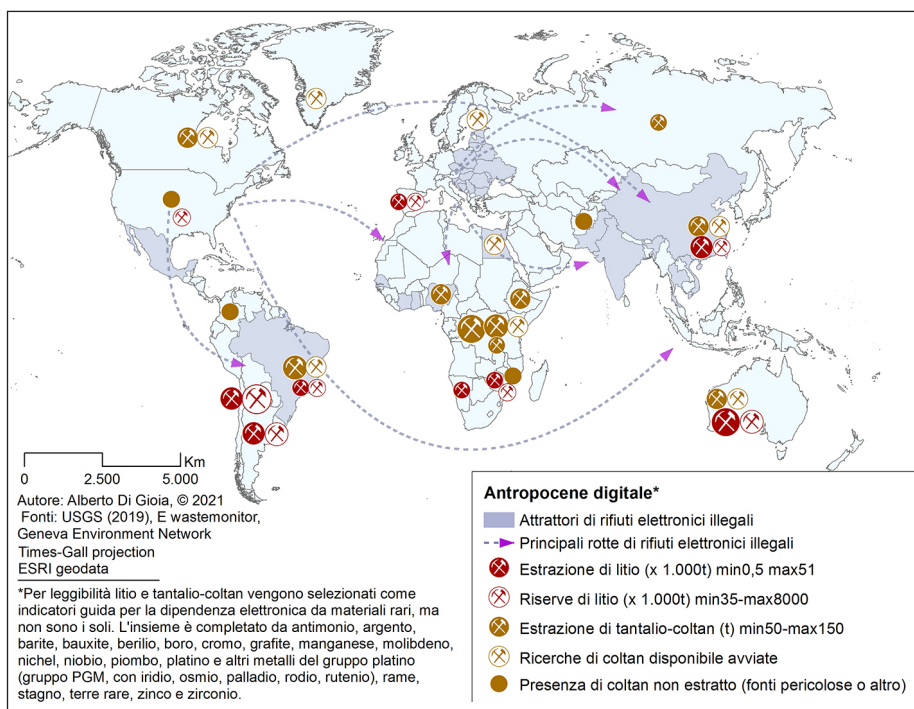 0
2.500
5.000
Km
Autore: Alberto Di Gioia, © 2021
Fonti: USGS (2019), E wastemonitor,
Geneva Environment Network
Times-Gall projection
ESRI geodata
*Per leggibilità litio e tantalio-coltan vengono selezionati come
indicatori guida per la dipendenza elettronica da materiali rari, ma
non sono i soli. L'insieme è completato da antimonio, argento,
barite, bauxite, berilio, boro, cromo, grafite, manganese, molibdeno,
nichel, niobio, piombo, platino e altri metalli del gruppo platino
(gruppo PGM, con iridio, osmio, palladio, rodio, rutenio), rame,
stagno, terre rare, zinco e zirconio.
Antropocene digitale*
Attrattori di rifiuti elettronici illegali
Principali rotte di rifiuti elettronici illegali
Estrazione di litio (x 1.000t) min0,5 max51
Riserve di litio (x 1.000t) min35-max8000
Estrazione di tantalio-coltan (t) min50-max150
Ricerche di coltan disponibile avviate
Presenza di coltan non estratto (fonti pericolose o altro)